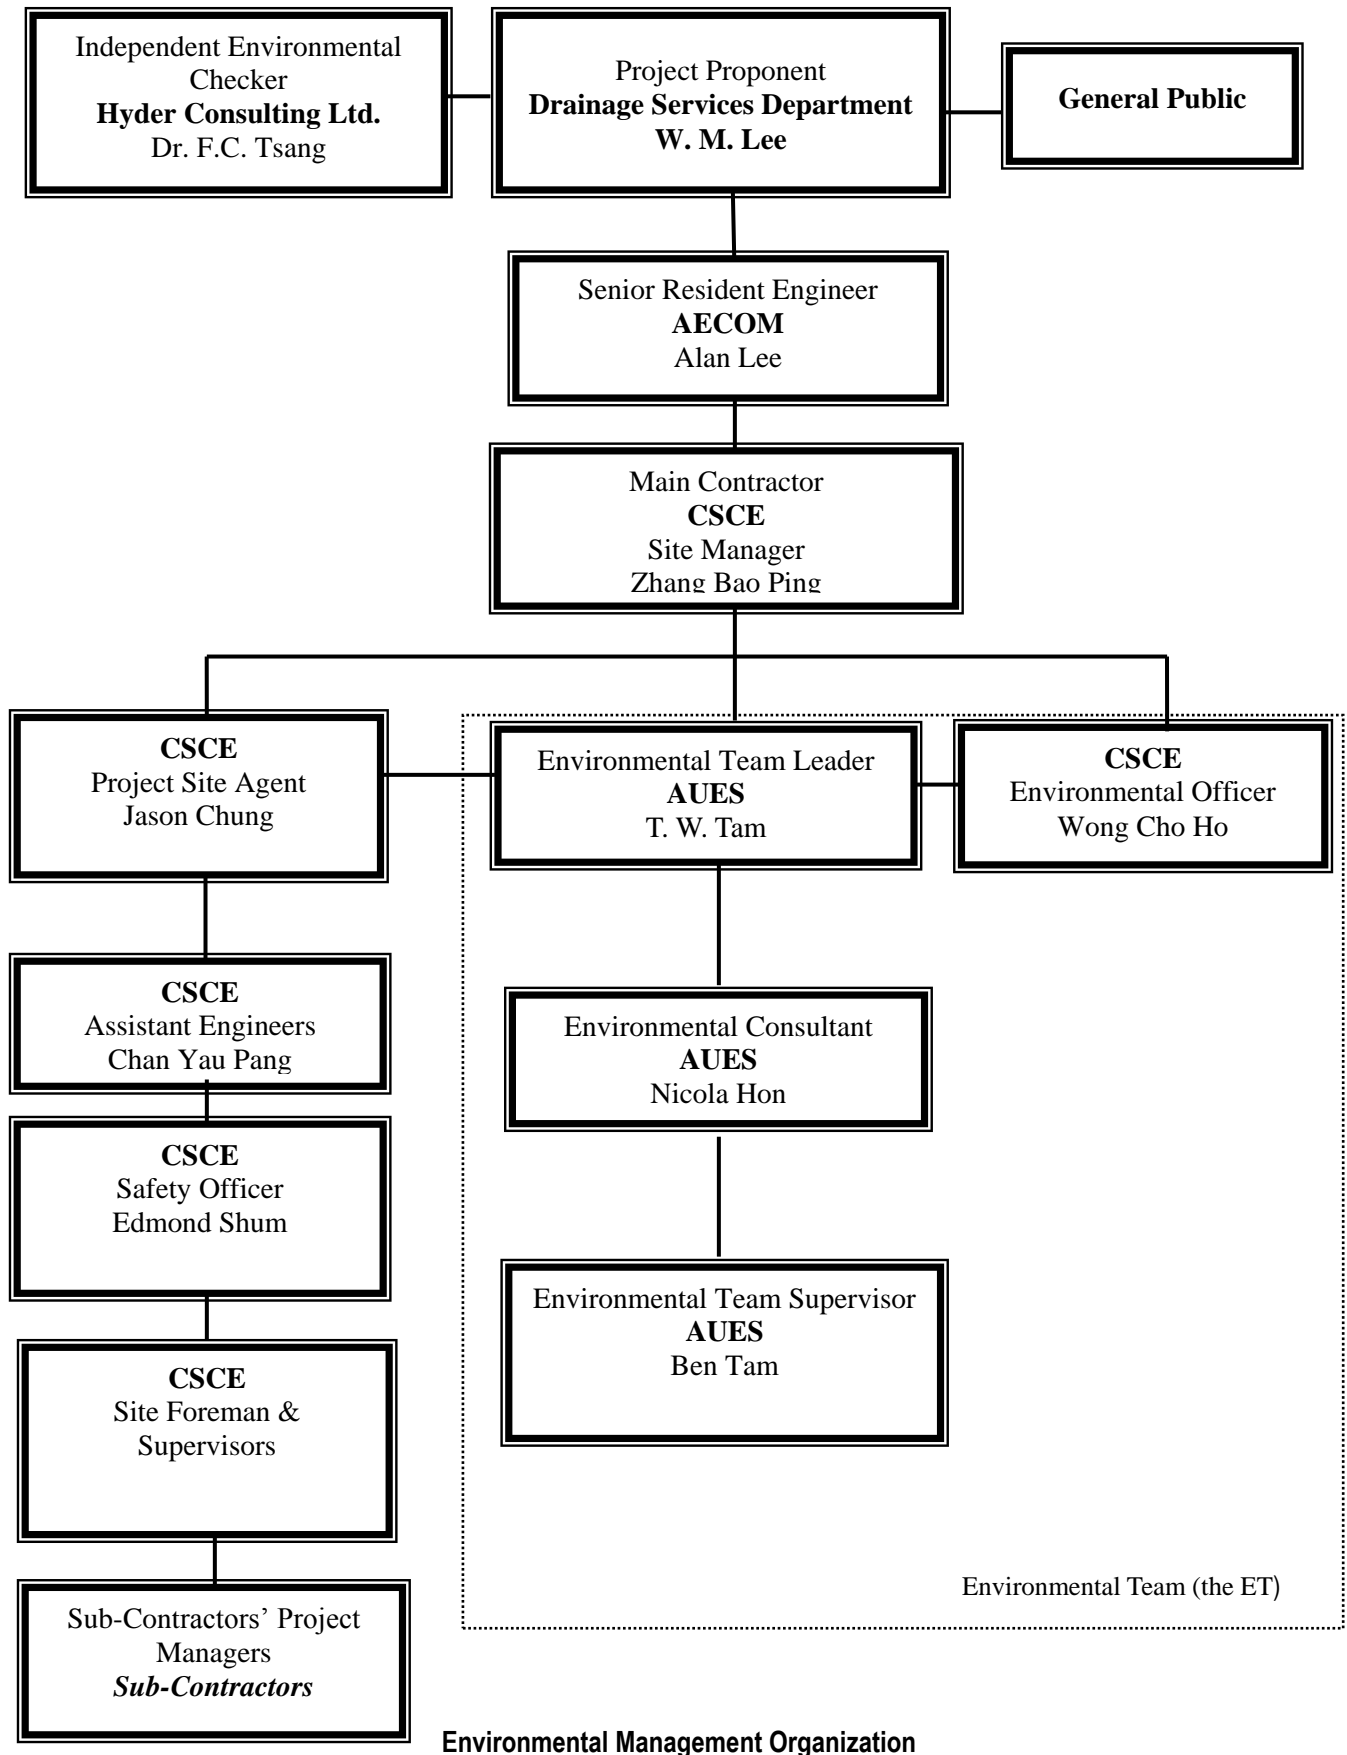 Independent Environmental
Checker
Hyder Consulting Ltd.
Dr. F.C. Tsang
Project Proponent
Drainage Services Department
W. M. Lee
General Public
Senior Resident Engineer
AECOM
Alan Lee
Main Contractor
CSCE
Site Manager
Zhang Bao Ping
CSCE
Project Site Agent
Jason Chung
Environmental Team Leader
AUES
T. W. Tam
CSCE
Environmental Officer
Wong Cho Ho
CSCE
Assistant Engineers
Chan Yau Pang
Environmental Consultant
AUES
Nicola Hon
CSCE
Safety Officer
Edmond Shum
Environmental Team Supervisor
AUES
Ben Tam
CSCE
Site Foreman &
Supervisors
Environmental Team (the ET)
Sub-Contractors’ Project
Managers
Sub-Contractors
Environmental Management Organization